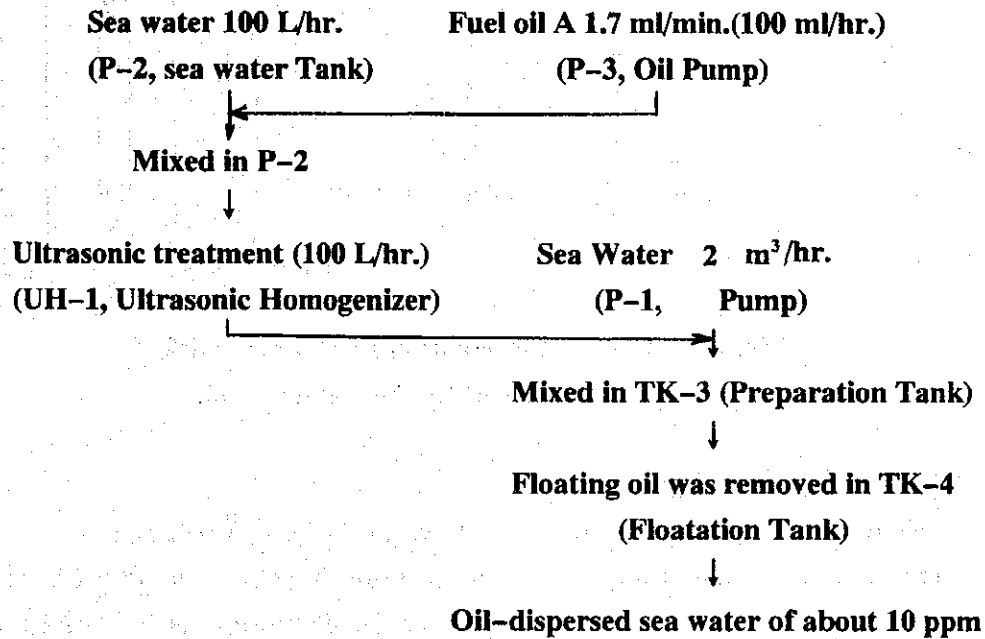 Sea water 100 L/hr.
Fuel oil A 1.7 ml/min.(100 ml/hr.)
(P-2, sea water Tank)
(P-3, Oil Pump)
Mixed in P-2
Ultrasonic treatment (100 L/hr.)
(UH-1, Ultrasonic Homogenizer)
Sea Water 2 m³/hr.
(P-1, Pump)
Mixed in TK-3 (Preparation Tank)
Floating oil was removed in TK-4
(Floatation Tank)
Oil-dispersed sea water of about 10 ppm